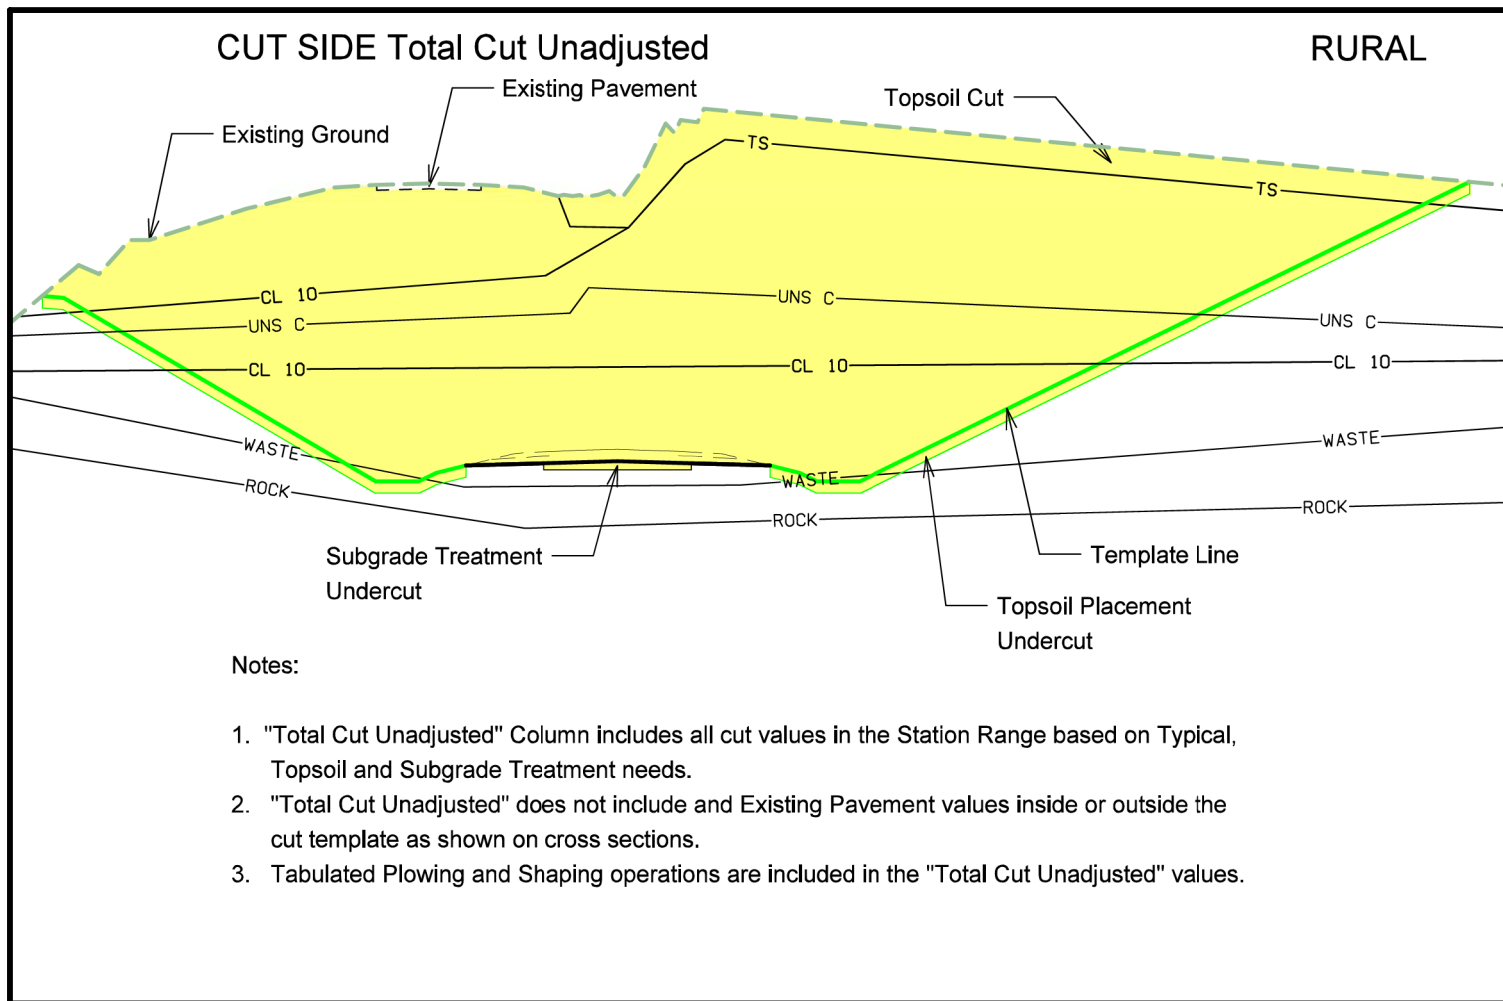 CUT SIDE Total Cut Unadjusted
RURAL
Existing Pavement
Topsoil Cut
Existing Ground
TS
TS
CL 10
UNS C
UNS C
UNS C
CL 10
CL 10
CL 10
WASTE
WASTE
WASTE
ROCK
ROCK
ROCK
Subgrade Treatment
Undercut
Template Line
Topsoil Placement
Undercut
Notes:
1. "Total Cut Unadjusted" Column includes all cut values in the Station Range based on Typical,
Topsoil and Subgrade Treatment needs.
2. "Total Cut Unadjusted" does not include and Existing Pavement values inside or outside the
cut template as shown on cross sections.
3. Tabulated Plowing and Shaping operations are included in the "Total Cut Unadjusted" values.